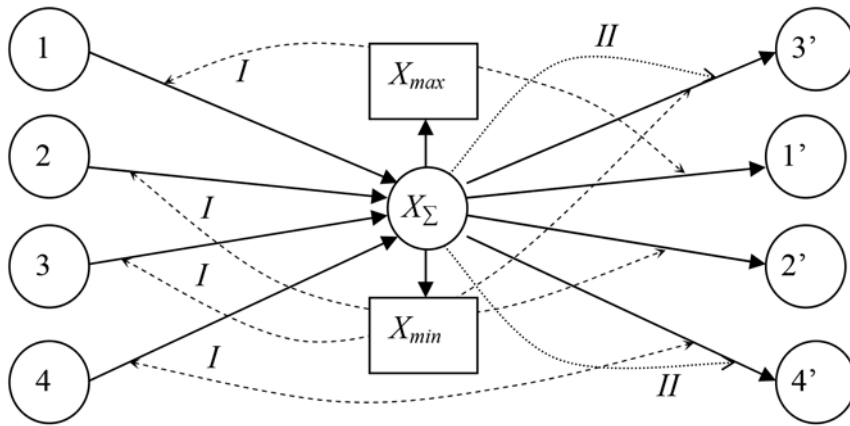 1
I
X_max
II
3’
2
I
1’
X_Σ
3
I
2’
4
I
X_min
II
4’